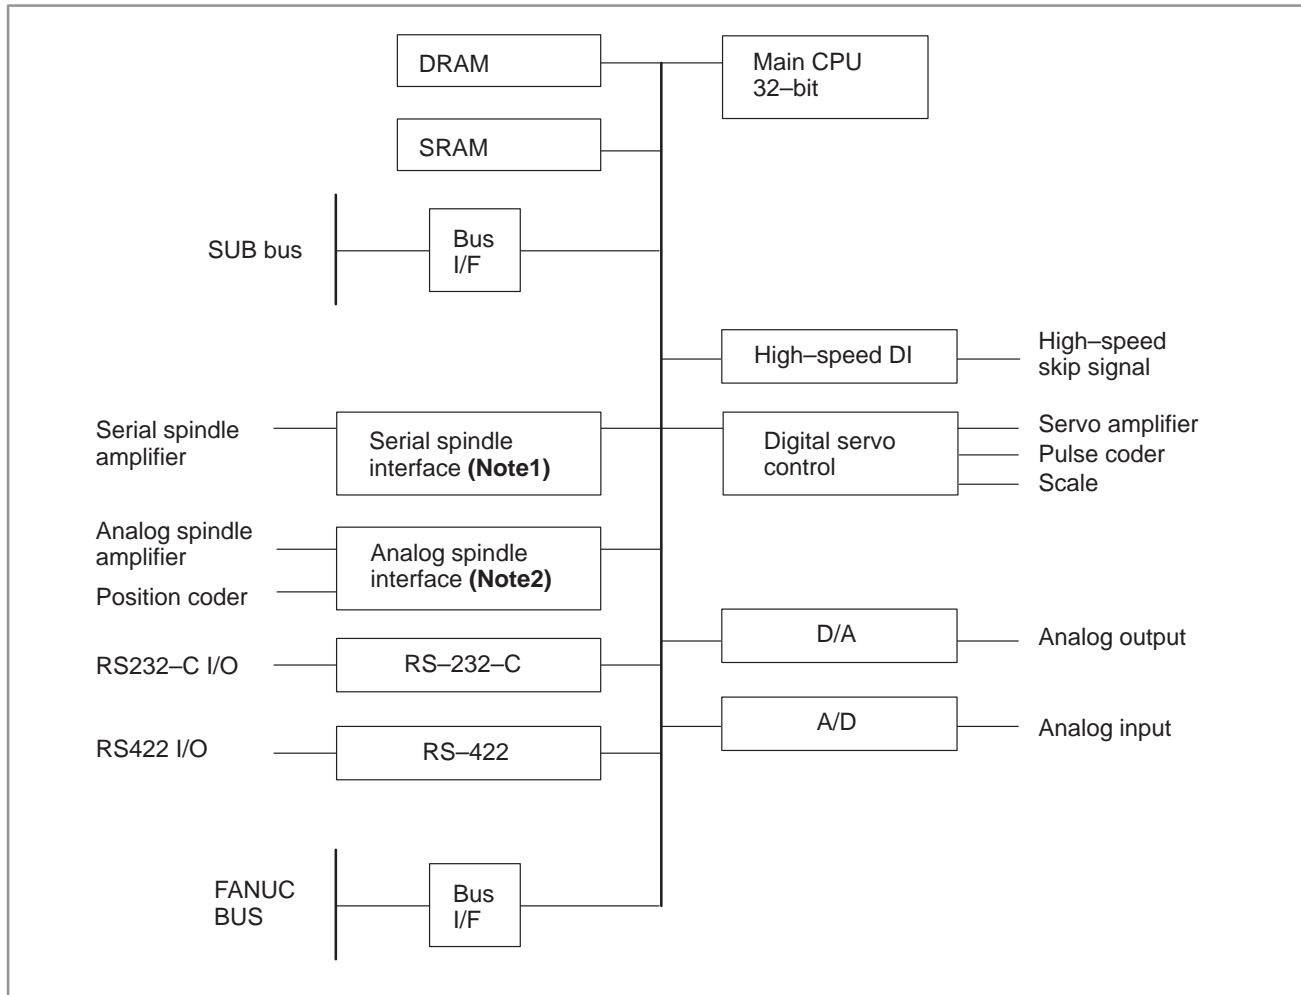 DRAM
Main CPU
32–bit
SRAM
SUB bus
Bus
I/F
High–speed DI
High–speed
skip signal
Serial spindle
amplifier
Serial spindle
interface (Note1)
Digital servo
control
Servo amplifier
Pulse coder
Scale
Analog spindle
amplifier
Position coder
Analog spindle
interface (Note2)
D/A
Analog output
RS232–C I/O
RS–232–C
A/D
Analog input
RS422 I/O
RS–422
FANUC
BUS
Bus
I/F